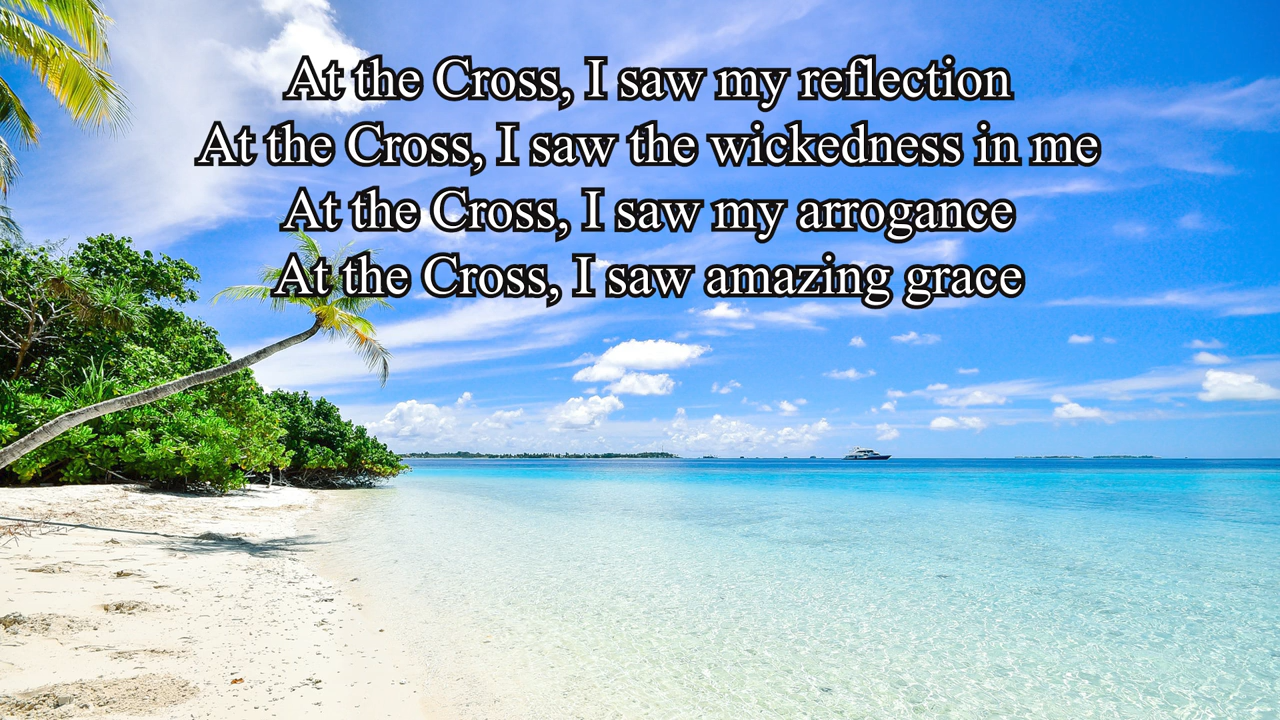 At the Cross, I saw my reflection
At the Cross, I saw the wickedness in me
At the Cross, I saw my arrogance
At the Cross, I saw amazing grace